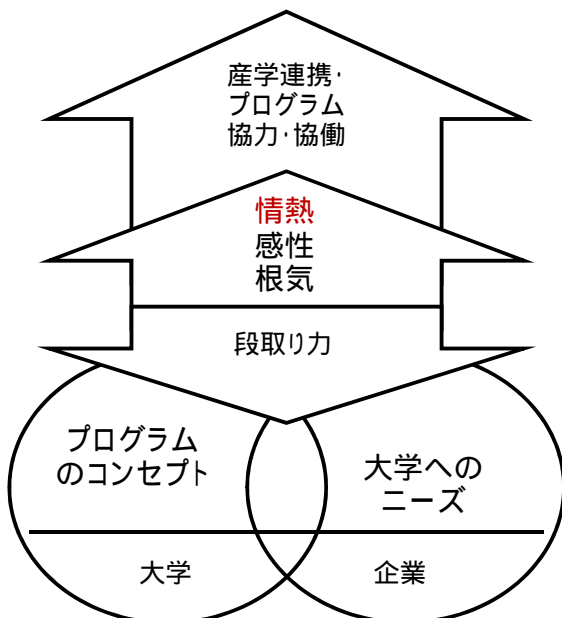 産学連携・
プログラム
協力・協働
情熱
感性
根気
段取り力
プログラム
のコンセプト
大学への
ニーズ
大学
企業